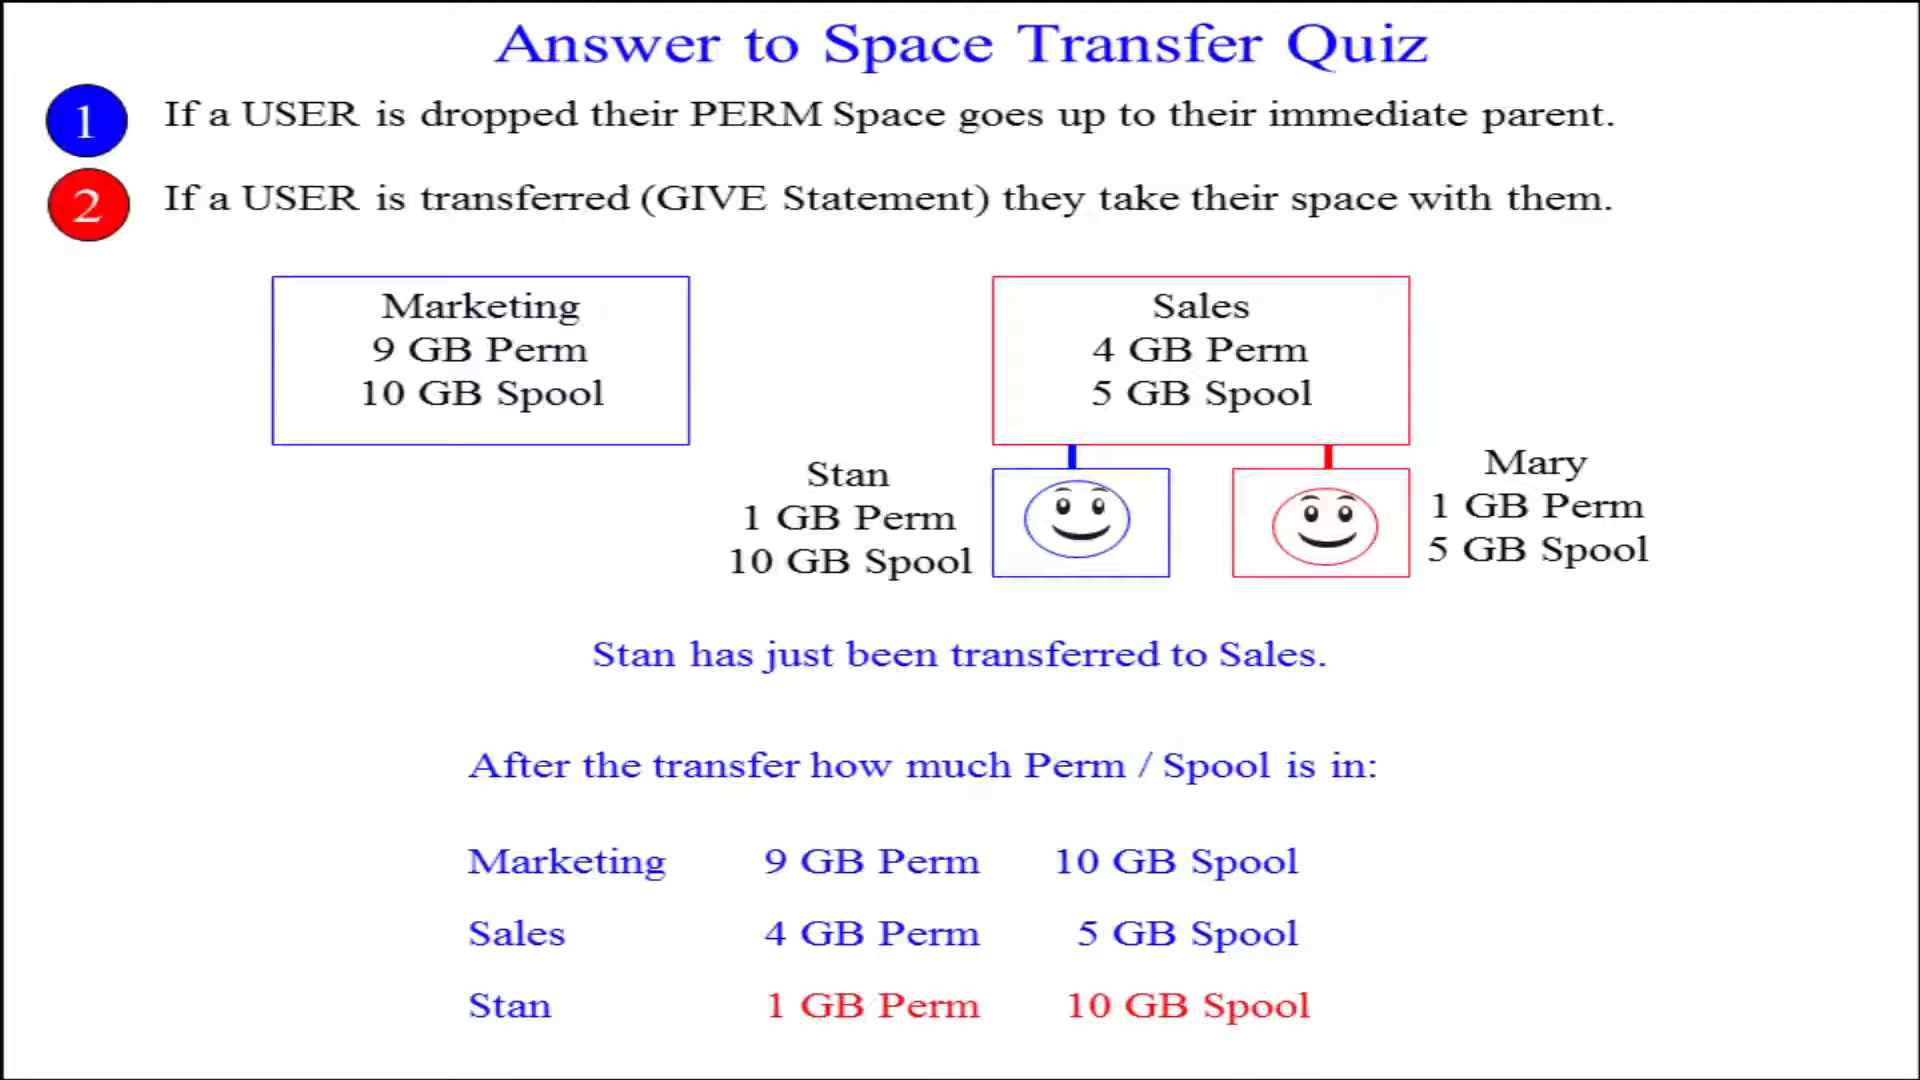 Answer to Space Transfer Quiz
1 If a USER is dropped their PERM Space goes up to their immediate parent.
2 If a USER is transferred (GIVE Statement) they take their space with them.
Marketing
9 GB Perm
10 GB Spool
Sales
4 GB Perm
5 GB Spool
Stan
1 GB Perm
10 GB Spool
Mary
1 GB Perm
5 GB Spool
Stan has just been transferred to Sales.
After the transfer how much Perm / Spool is in:
Marketing 9 GB Perm 10 GB Spool
Sales 4 GB Perm 5 GB Spool
Stan 1 GB Perm 10 GB Spool